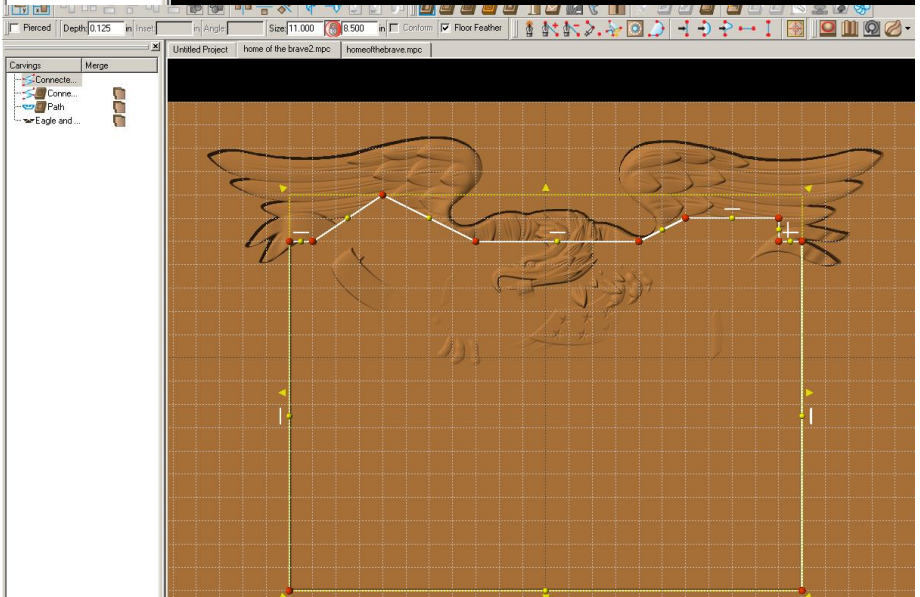 Pierced Depth: 0.125 in Inset: in Angle: Size: 11.000 8.500 in Conform Floor Feather
Untitled Project home of the brave2.mpc homeofthebrave.mpc
Carvings Merge
Connecte...
Conne...
Path
Eagle and ...